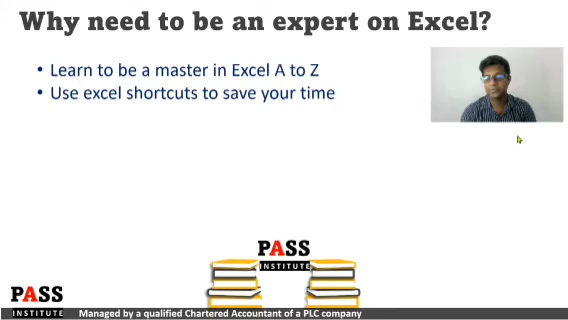 Why need to be an expert on Excel?
• Learn to be a master in Excel A to Z
• Use excel shortcuts to save your time
PASS
INSTITUTE
PASS
INSTITUTE
Managed by a qualified Chartered Accountant of a PLC company